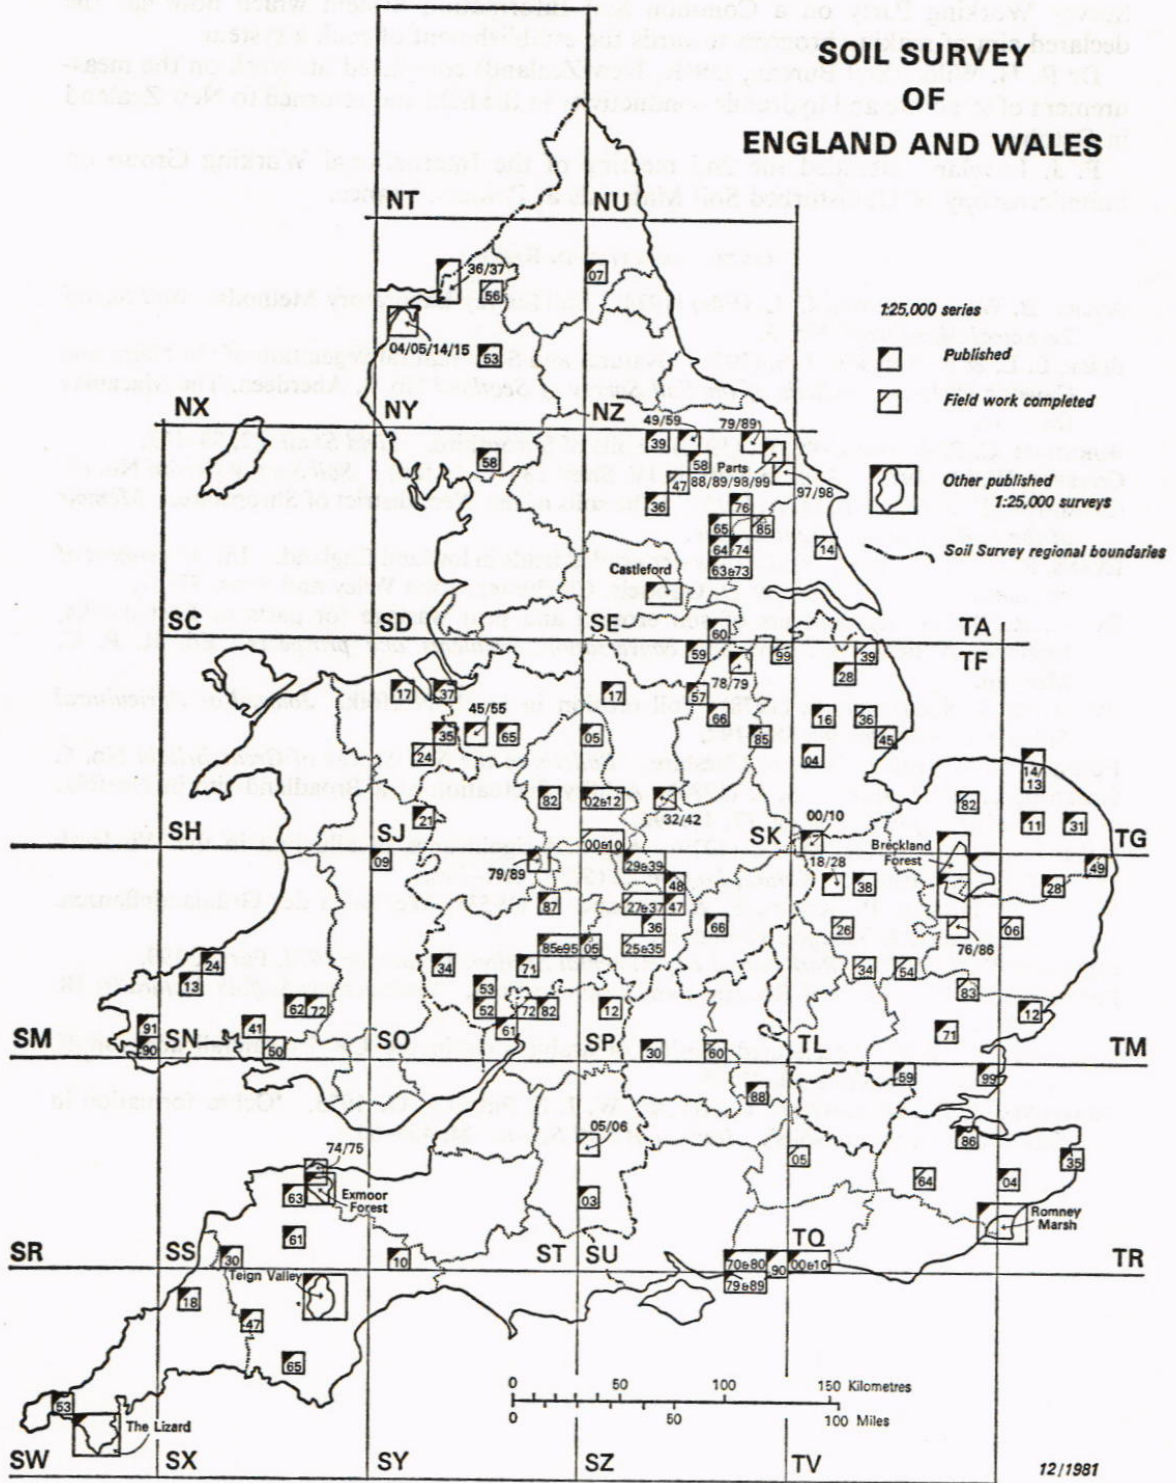 SOIL SURVEY
OF
ENGLAND AND WALES
NT
NU
36/37
56
07
04/05/14/15
53
1:25,000 series
Published
Field work completed
Other published
1:25,000 surveys
Soil Survey regional boundaries
NX
NY
NZ
49/59
79/89
39
58
58
Parts
88/89/98/99
47
97/98
36
76
65
85
64&74
14
63&73
Castleford
SC
SD
SE
60
TA
TF
59
78/79
99
39
28
17
37
17
57
45/55
66
16
36
35
65
05
85
45
24
04
14/
13
82
02&12
32/42
82
21
00/10
11
31
SH
SJ
00&10
SK
Breckland
Forest
TG
09
79/89
29&39
18/28
49
48
38
28
87
27&37
47
36
66
26
76/86
06
85&95
05
25&35
24
34
71
34
54
13
53
83
62
72
52
72
82
12
12
91
41
61
71
SM
90
SN
50
SO
SP
30
60
TL
TM
59
99
88
05/06
86
74/75
05
35
64
04
63
Exmoor
Forest
03
Romney
Marsh
61
SR
SS
30
10
ST
SU
TQ
70&80
90
00&10
TR
Teign Valley
79&89
18
47
65
0 50 100 150 Kilometres
0 50 100 Miles
53
The Lizard
SW
SX
SY
SZ
TV
12/1981